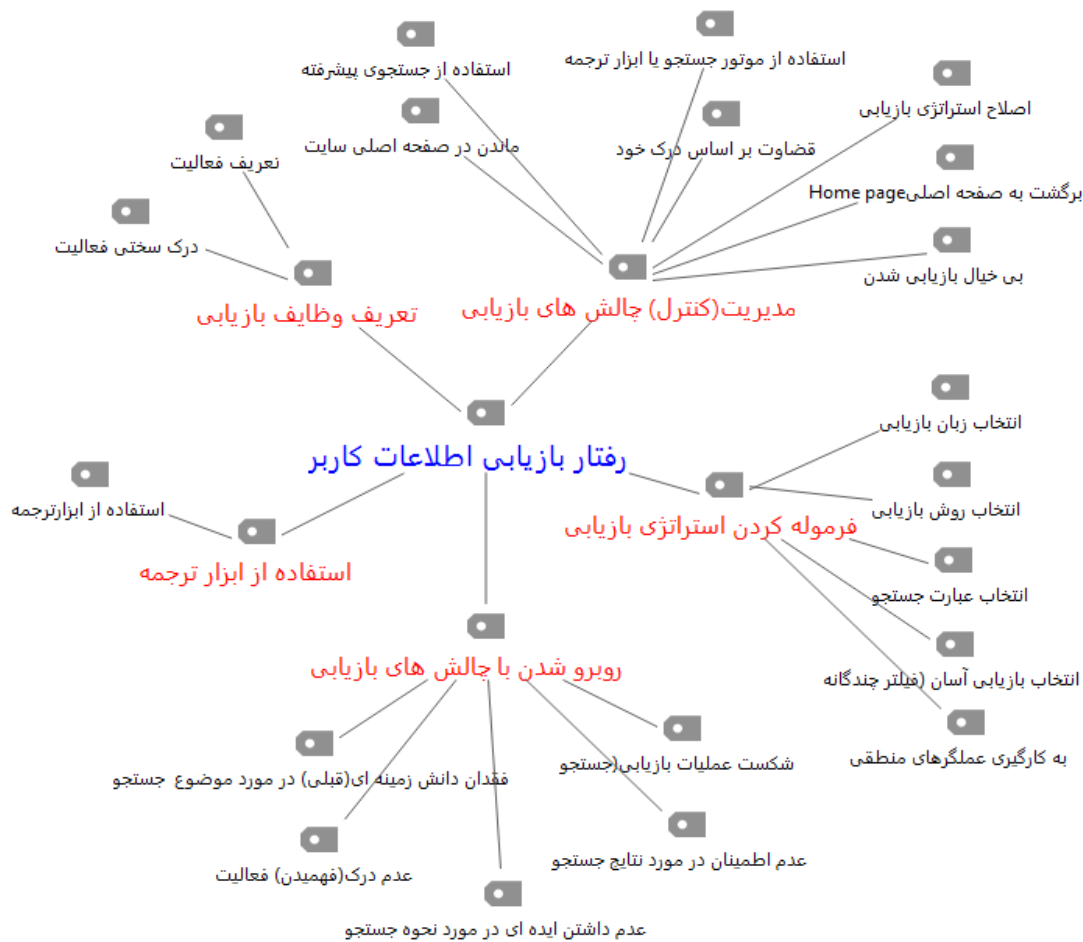 استفاده از موتور جستجو یا ابزار ترجمه
استفاده از جستجوی پیشرفته
اصلاح استراتژی بازیابی
قضاوت بر اساس درک خود
ماندن در صفحه اصلی سایت
تعریف فعالیت
برگشت به صفحه اصلیHome page
درک سختی فعالیت
بی خیال بازیابی شدن
مدیریت(کنترل) چالش های بازیابی
تعریف وظایف بازیابی
انتخاب زبان بازیابی
رفتار بازیابی اطلاعات کاربر
انتخاب روش بازیابی
استفاده از ابزارترجمه
فرموله کردن استراتژی بازیابی
استفاده از ابزار ترجمه
انتخاب عبارت جستجو
روبرو شدن با چالش های بازیابی
انتخاب بازیابی آسان (فیلتر چندگانه
به کارگیری عملگرهای منطقی
شکست عملیات بازیابی(جستجو
فقدان دانش زمینه ای(قبلی) در مورد موضوع جستجو
عدم اطمینان در مورد نتایج جستجو
عدم درک(فهمیدن) فعالیت
عدم داشتن ایده ای در مورد نحوه جستجو